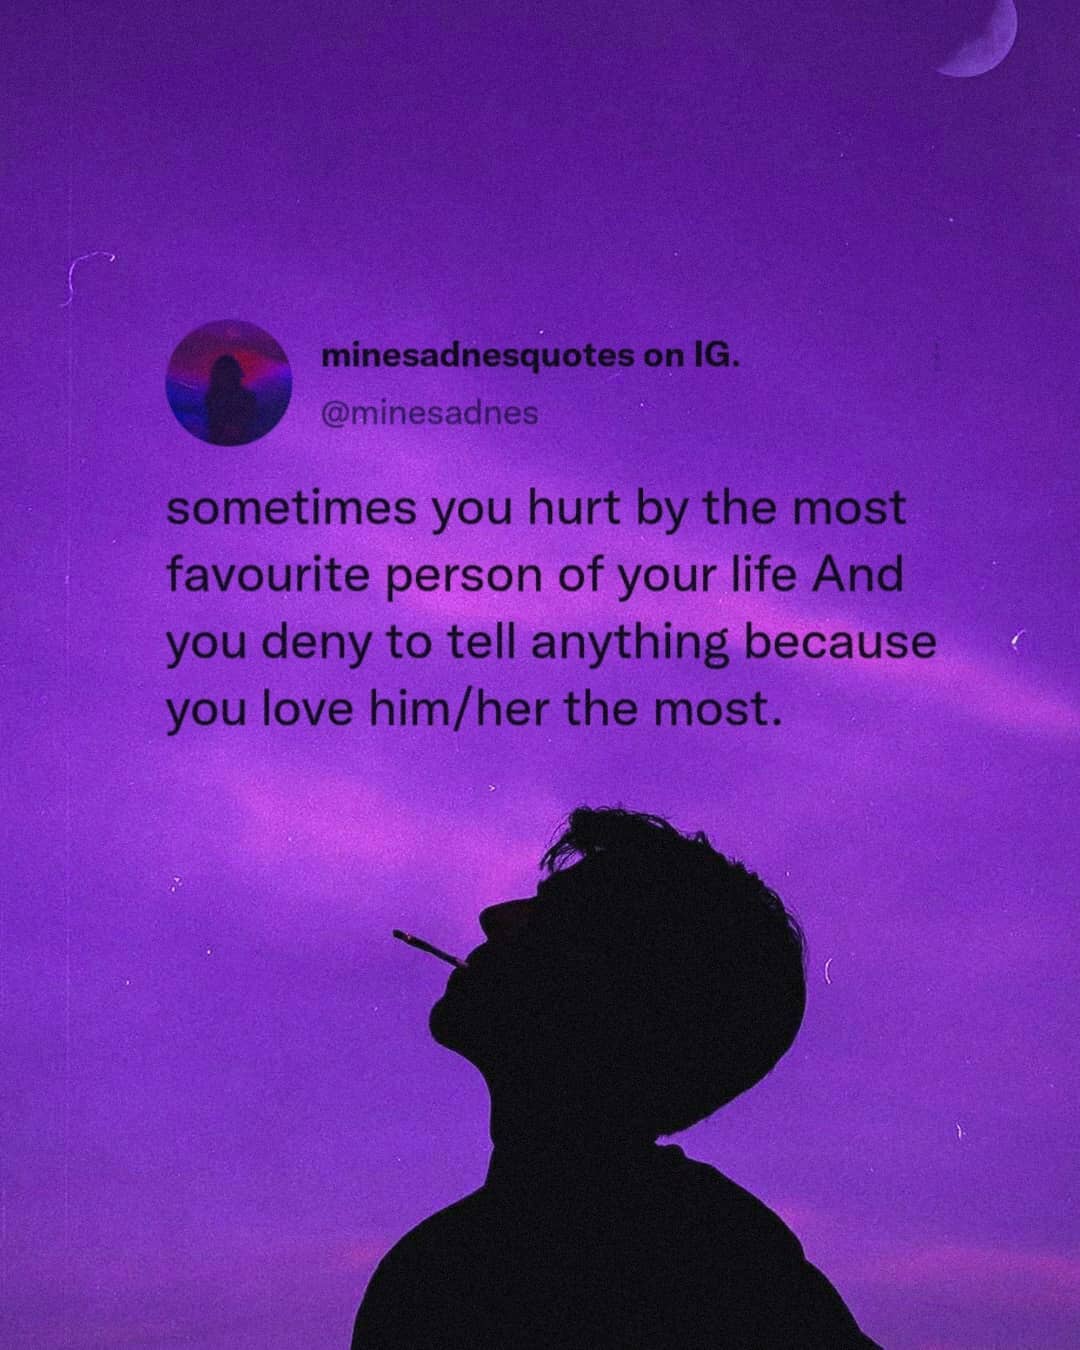 minesadnesquotes on IG.
@minesadnes
sometimes you hurt by the most
favourite person of your life And
you deny to tell anything because
you love him/her the most.